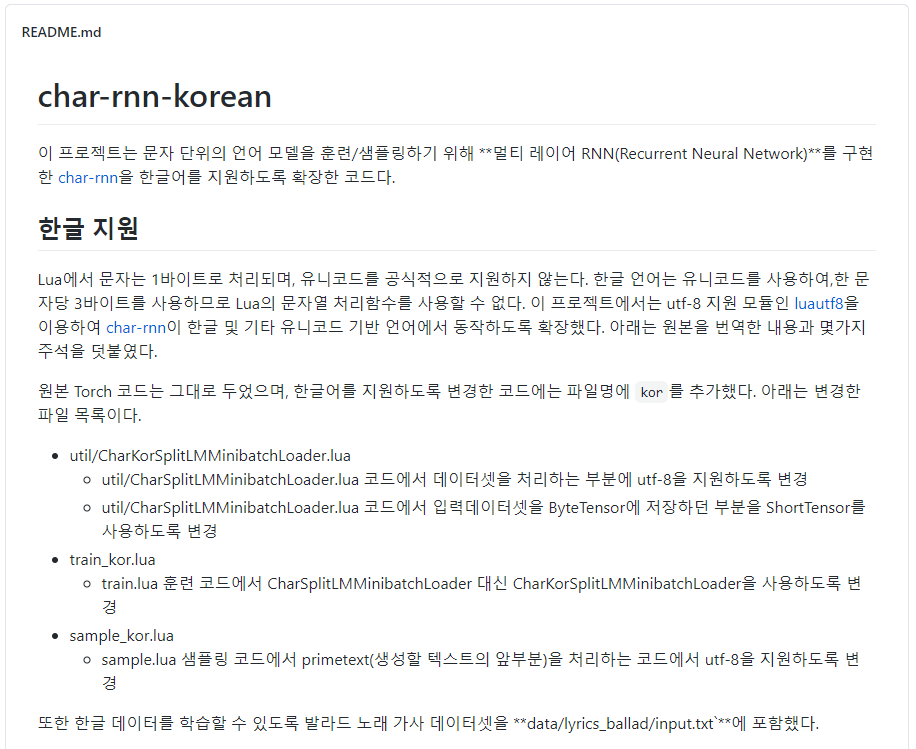 README.md
char-rnn-korean
이 프로젝트는 문자 단위의 언어 모델을 훈련/샘플링하기 위해 **멀티 레이어 RNN(Recurrent Neural Network)**를 구현
한 char-rnn을 한글어를 지원하도록 확장한 코드다.
한글 지원
Lua에서 문자는 1바이트로 처리되며, 유니코드를 공식적으로 지원하지 않는다. 한글 언어는 유니코드를 사용하여,한 문
자당 3바이트를 사용하므로 Lua의 문자열 처리함수를 사용할 수 없다. 이 프로젝트에서는 utf-8 지원 모듈인 luautf8을
이용하여 char-rnn이 한글 및 기타 유니코드 기반 언어에서 동작하도록 확장했다. 아래는 원본을 번역한 내용과 몇가지
주석을 덧붙였다.
원본 Torch 코드는 그대로 두었으며, 한글어를 지원하도록 변경한 코드에는 파일명에 kor 를 추가했다. 아래는 변경한
파일 목록이다.
• util/CharKorSplitLMMinibatchLoader.lua
◦ util/CharSplitLMMinibatchLoader.lua 코드에서 데이터셋을 처리하는 부분에 utf-8을 지원하도록 변경
◦ util/CharSplitLMMinibatchLoader.lua 코드에서 입력데이터셋을 ByteTensor에 저장하던 부분을 ShortTensor를
사용하도록 변경
• train_kor.lua
◦ train.lua 훈련 코드에서 CharSplitLMMinibatchLoader 대신 CharKorSplitLMMinibatchLoader을 사용하도록 변
경
• sample_kor.lua
◦ sample.lua 샘플링 코드에서 primetext(생성할 텍스트의 앞부분)을 처리하는 코드에서 utf-8을 지원하도록 변
경
또한 한글 데이터를 학습할 수 있도록 발라드 노래 가사 데이터셋을 **data/lyrics_ballad/input.txt`**에 포함했다.